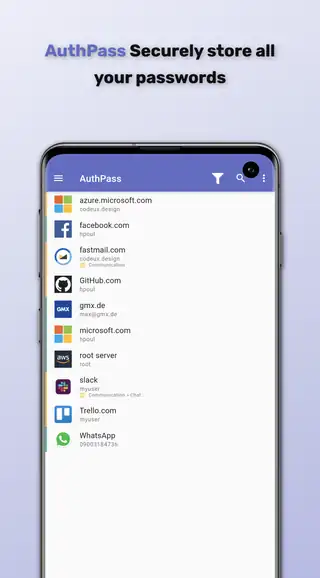 AuthPass Securely store all
your passwords
AuthPass
azure.microsoft.com
codeux.design
facebook.com
hpoul
fastmail.com
codeux.design
Communication
GitHub.com
hpoul
GMX
gmx.de
max@gmx.de
microsoft.com
hpoul
aws
root server
root
slack
myuser
Communication » Chat
Trello.com
myuser
WhatsApp
09003184736